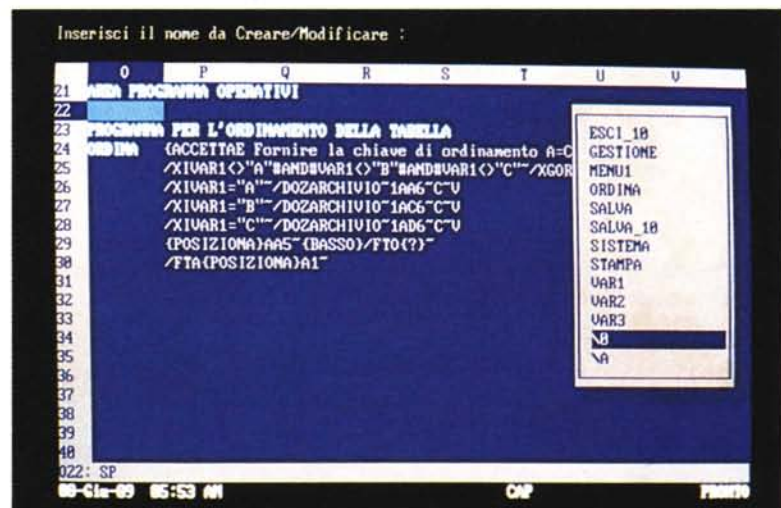 Inserisci il nome da Creare/Modificare :
O P Q R S T U V
21 AREA PROGRAMMA OPERATIVI
22
23 PROGRAMMA PER L'ORDINAMENTO DELLA TABELLA
24 ORDINA {ACCETTAE Fornire la chiave di ordinamento A=C
25 /XIVAR1<>"A"#AND#VAR1<>"B"#AND#VAR1<>"C"~/XGOR
26 /XIVAR1="A"~/DOZARCHIVIO~1AA6~C~V
27 /XIVAR1="B"~/DOZARCHIVIO~1AC6~C~V
28 /XIVAR1="C"~/DOZARCHIVIO~1AD6~C~V
29 {POSIZIONA}AA5~{BASSO}/FTO{?}~
30 /FTA{POSIZIONA}A1~
31
32
33
34
35
36
37
38
39
40
ESCI_10
GESTIONE
MENU1
ORDINA
SALVA
SALVA_10
SISTEMA
STAMPA
VAR1
VAR2
VAR3
\0
\A
O22: SP
05:53 AM CAP PRONTO